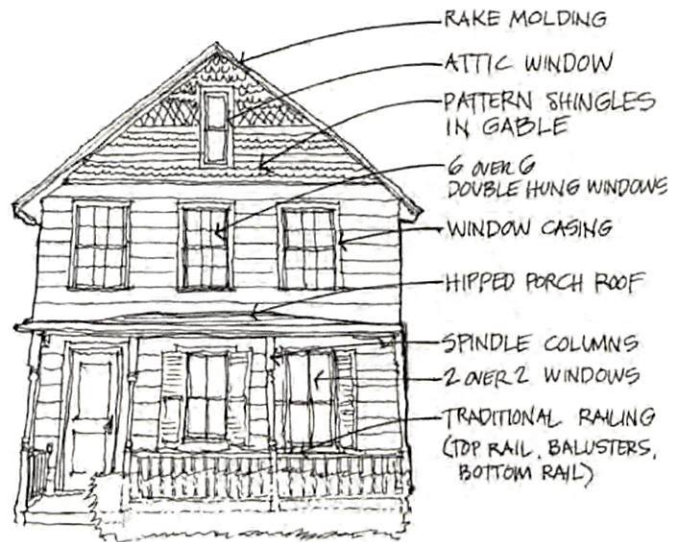 RAKE MOLDING
ATTIC WINDOW
PATTERN SHINGLES
IN GABLE
6 OVER 6
DOUBLE HUNG WINDOWS
WINDOW CASING
HIPPED PORCH ROOF
SPINDLE COLUMNS
2 OVER 2 WINDOWS
TRADITIONAL RAILING
(TOP RAIL, BALUSTERS,
BOTTOM RAIL)